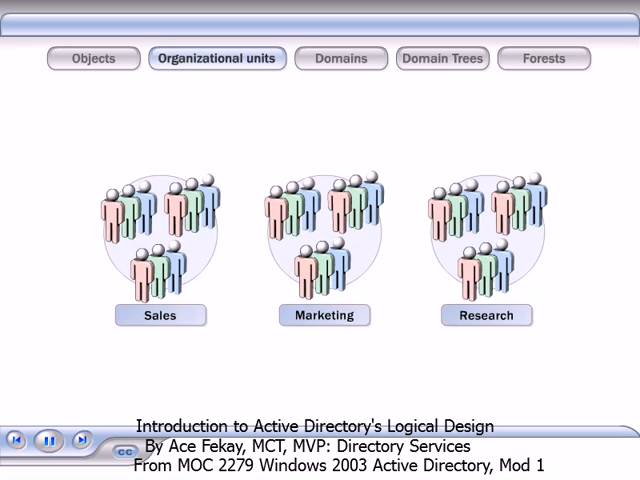 Objects
Organizational units
Domains
Domain Trees
Forests
Sales
Marketing
Research
Introduction to Active Directory's Logical Design
By Ace Fekay, MCT, MVP: Directory Services
From MOC 2279 Windows 2003 Active Directory, Mod 1
CC